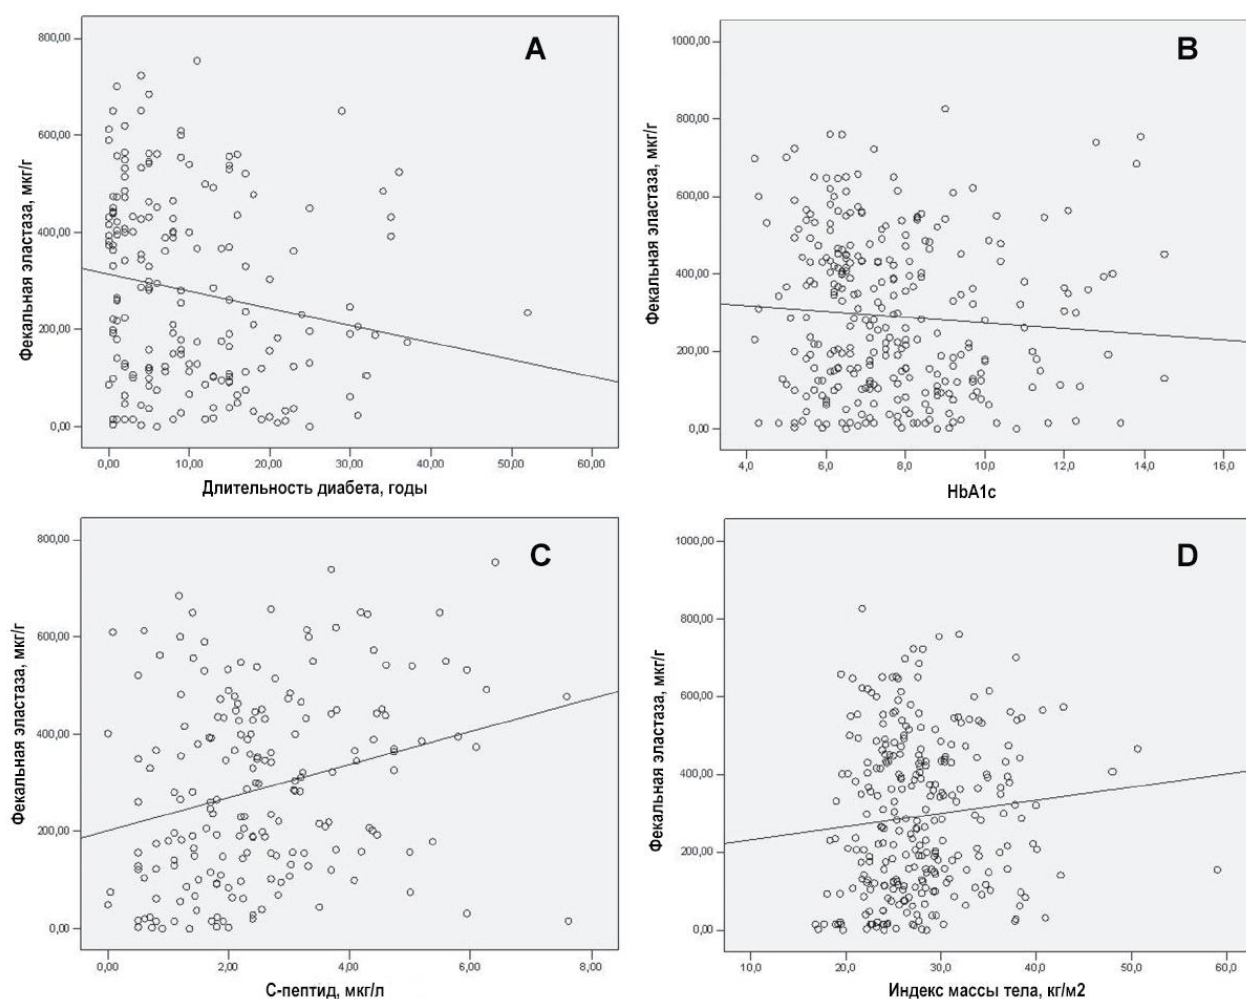 A
Фекальная эластаза, мкг/г
800,00
600,00
400,00
200,00
0,00
0,00 10,00 20,00 30,00 40,00 50,00 60,00
Длительность диабета, годы
B
Фекальная эластаза, мкг/г
1000,00
800,00
600,00
400,00
200,00
0,00
4,0 6,0 8,0 10,0 12,0 14,0 16,0
HbA1c
C
Фекальная эластаза, мкг/г
800,00
600,00
400,00
200,00
0,00
0,00 2,00 4,00 6,00 8,00
С-пептид, мкг/л
D
Фекальная эластаза, мкг/г
1000,00
800,00
600,00
400,00
200,00
0,00
10,0 20,0 30,0 40,0 50,0 60,0
Индекс массы тела, кг/м2